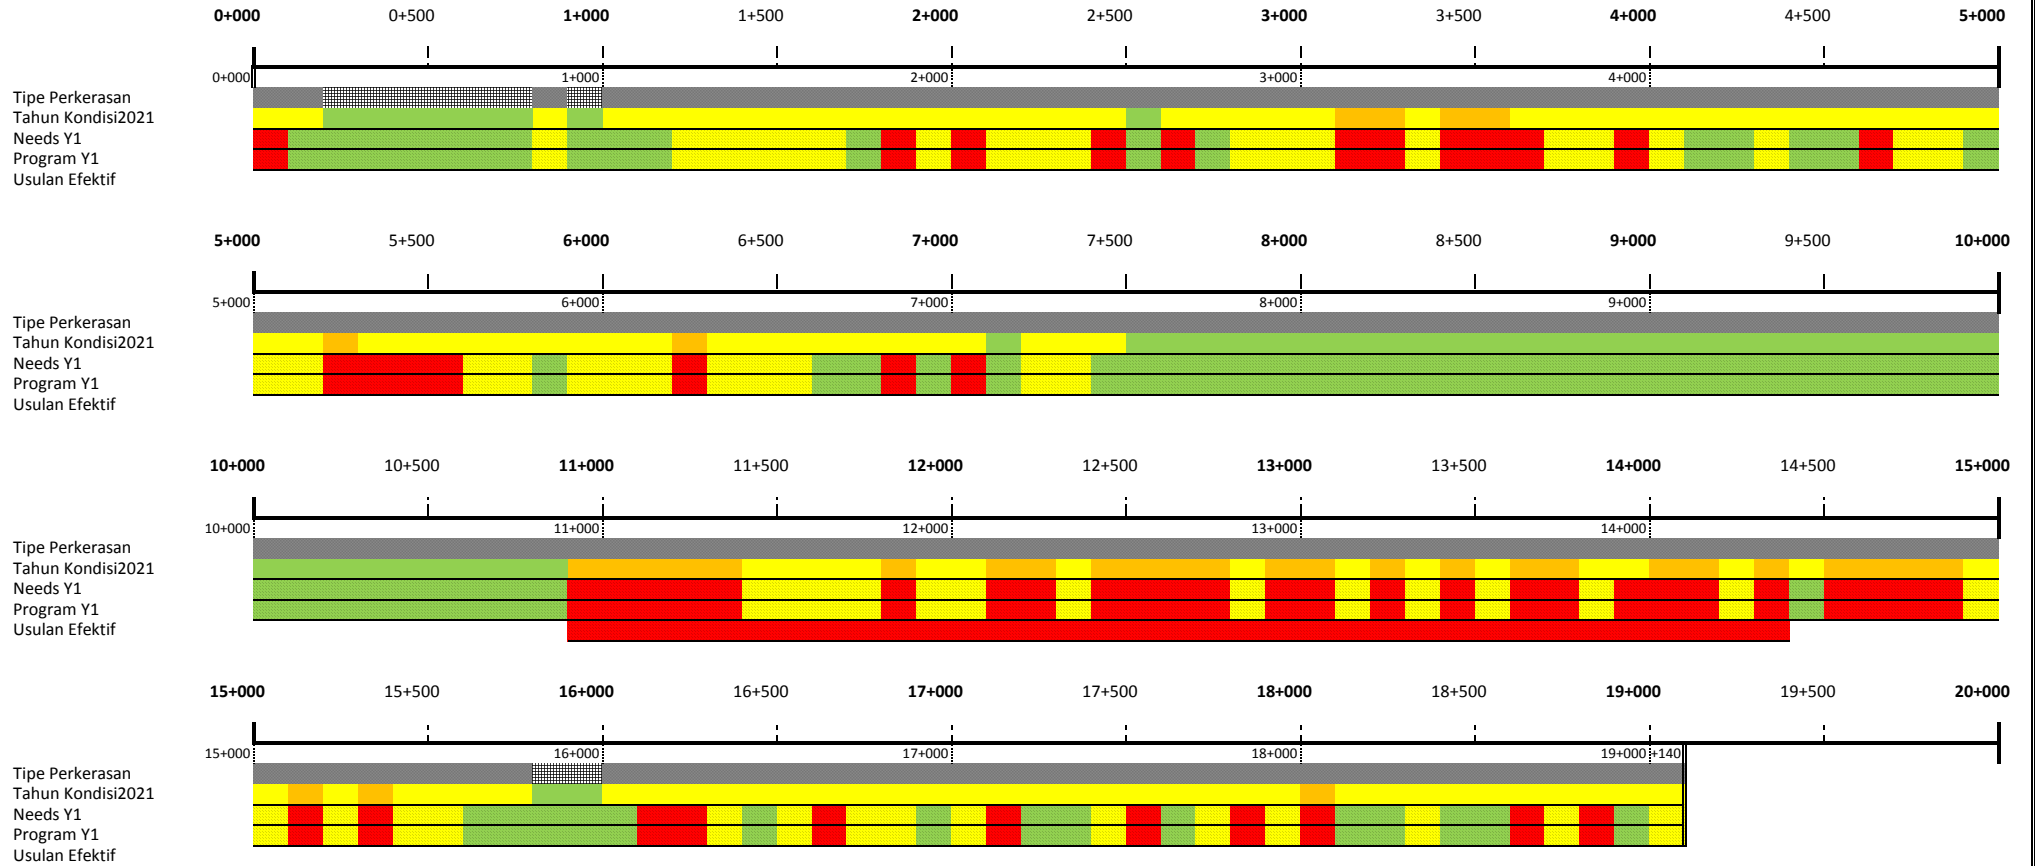 0+000 0+500 1+000 1+500 2+000 2+500 3+000 3+500 4+000 4+500 5+000
0+000 1+000 2+000 3+000 4+000
Tipe Perkerasan
Tahun Kondisi2021
Needs Y1
Program Y1
Usulan Efektif
5+000 5+500 6+000 6+500 7+000 7+500 8+000 8+500 9+000 9+500 10+000
5+000 6+000 7+000 8+000 9+000
Tipe Perkerasan
Tahun Kondisi2021
Needs Y1
Program Y1
Usulan Efektif
10+000 10+500 11+000 11+500 12+000 12+500 13+000 13+500 14+000 14+500 15+000
10+000 11+000 12+000 13+000 14+000
Tipe Perkerasan
Tahun Kondisi2021
Needs Y1
Program Y1
Usulan Efektif
15+000 15+500 16+000 16+500 17+000 17+500 18+000 18+500 19+000 19+500 20+000
15+000 16+000 17+000 18+000 19+000 +140
Tipe Perkerasan
Tahun Kondisi2021
Needs Y1
Program Y1
Usulan Efektif